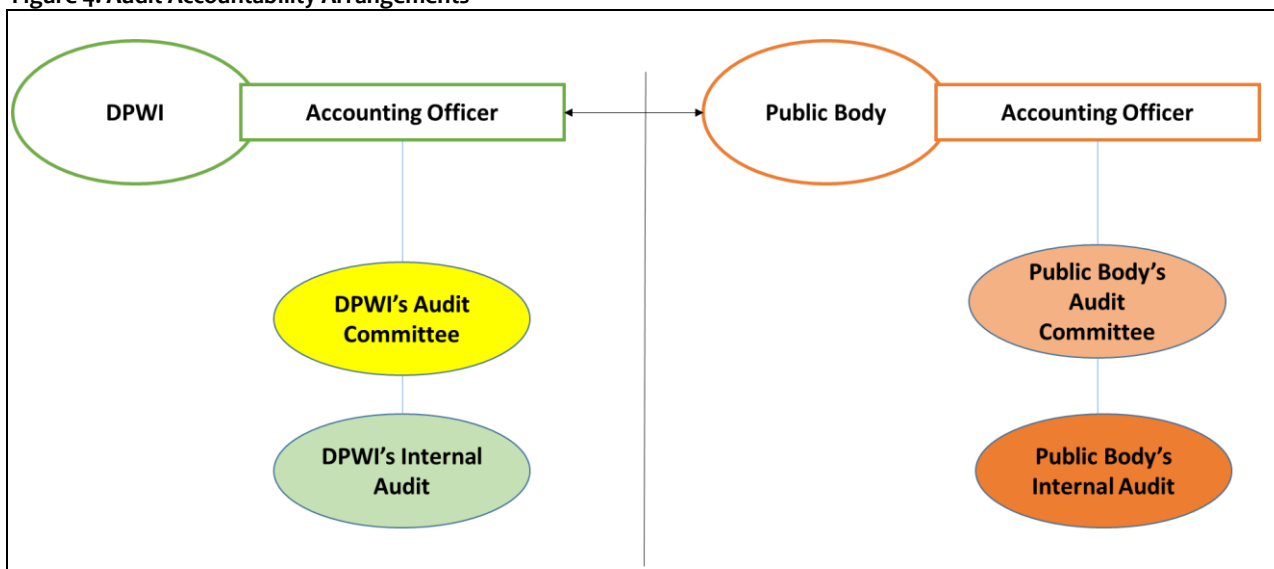 Figure 4: Audit Accountability Arrangements
DPWI
Accounting Officer
Public Body
Accounting Officer
DPWI's Audit
Committee
Public Body's
Audit
Committee
DPWI's Internal
Audit
Public Body's
Internal Audit